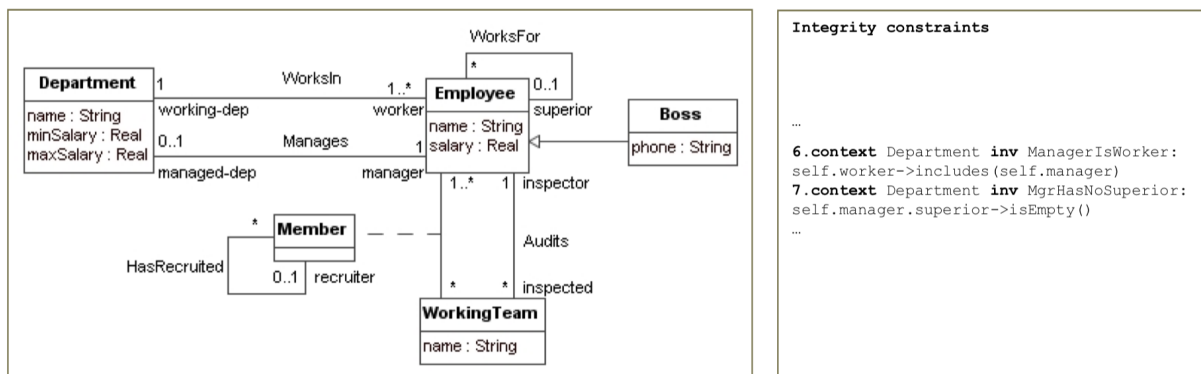 WorksFor
Department
1
WorksIn
1..*
*
0..1
Employee
working-dep
worker
superior
name : String
minSalary : Real
maxSalary : Real
0..1
Manages
1
name : String
salary : Real
Boss
phone : String
managed-dep
manager
1..*
1
inspector
*
Member
Audits
HasRecruited
0..1
recruiter
*
*
inspected
WorkingTeam
name : String
Integrity constraints
…
6.context Department inv ManagerIsWorker:
self.worker->includes(self.manager)
7.context Department inv MgrHasNoSuperior:
self.manager.superior->isEmpty()
…